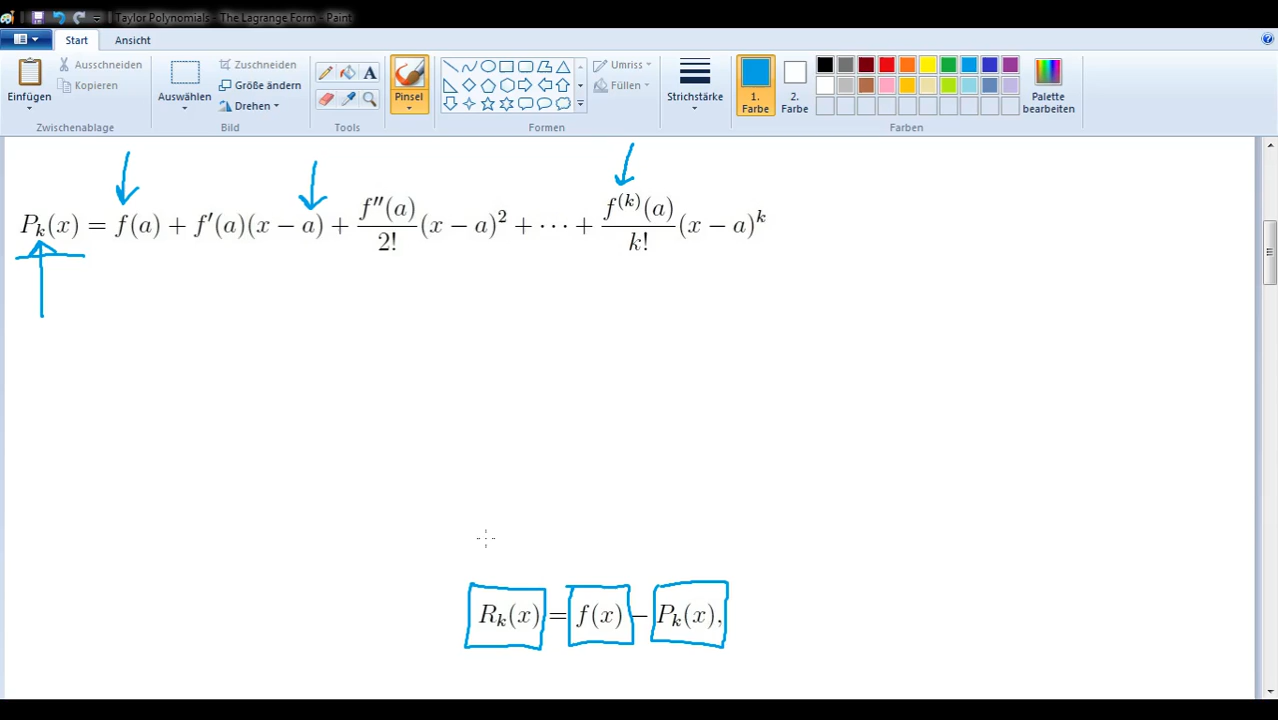 Taylor Polynomials - The Lagrange Form - Paint
Start Ansicht
Einfügen
Ausschneiden
Kopieren
Zwischenablage
Auswählen
Zuschneiden
Größe ändern
Drehen
Bild
A
Tools
Pinsel
Umriss
Füllen
Formen
Strichstärke
1. Farbe
2. Farbe
Palette bearbeiten
Farben
P_k(x) = f(a) + f′(a)(x − a) + f″(a)/2! (x − a)² + ⋯ + f^(k)(a)/k! (x − a)^k
R_k(x) = f(x) − P_k(x),